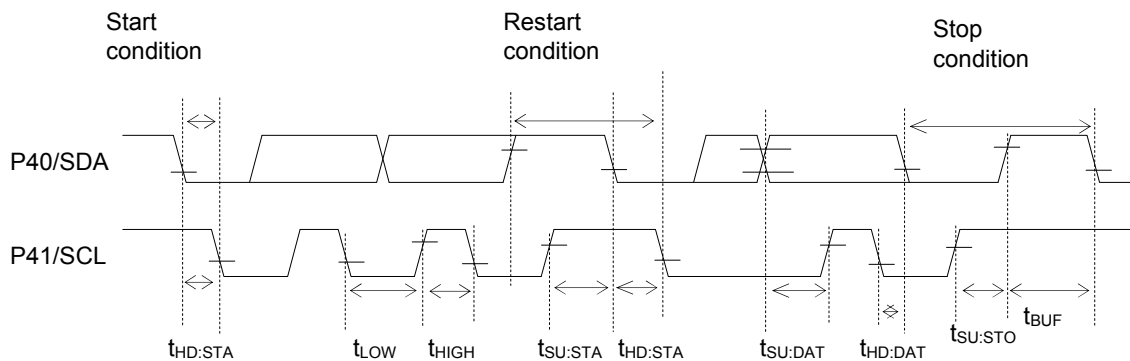 Start
condition
Restart
condition
Stop
condition
P40/SDA
P41/SCL
tHD:STA
tLOW
tHIGH
tSU:STA
tHD:STA
tSU:DAT
tHD:DAT
tSU:STO
tBUF